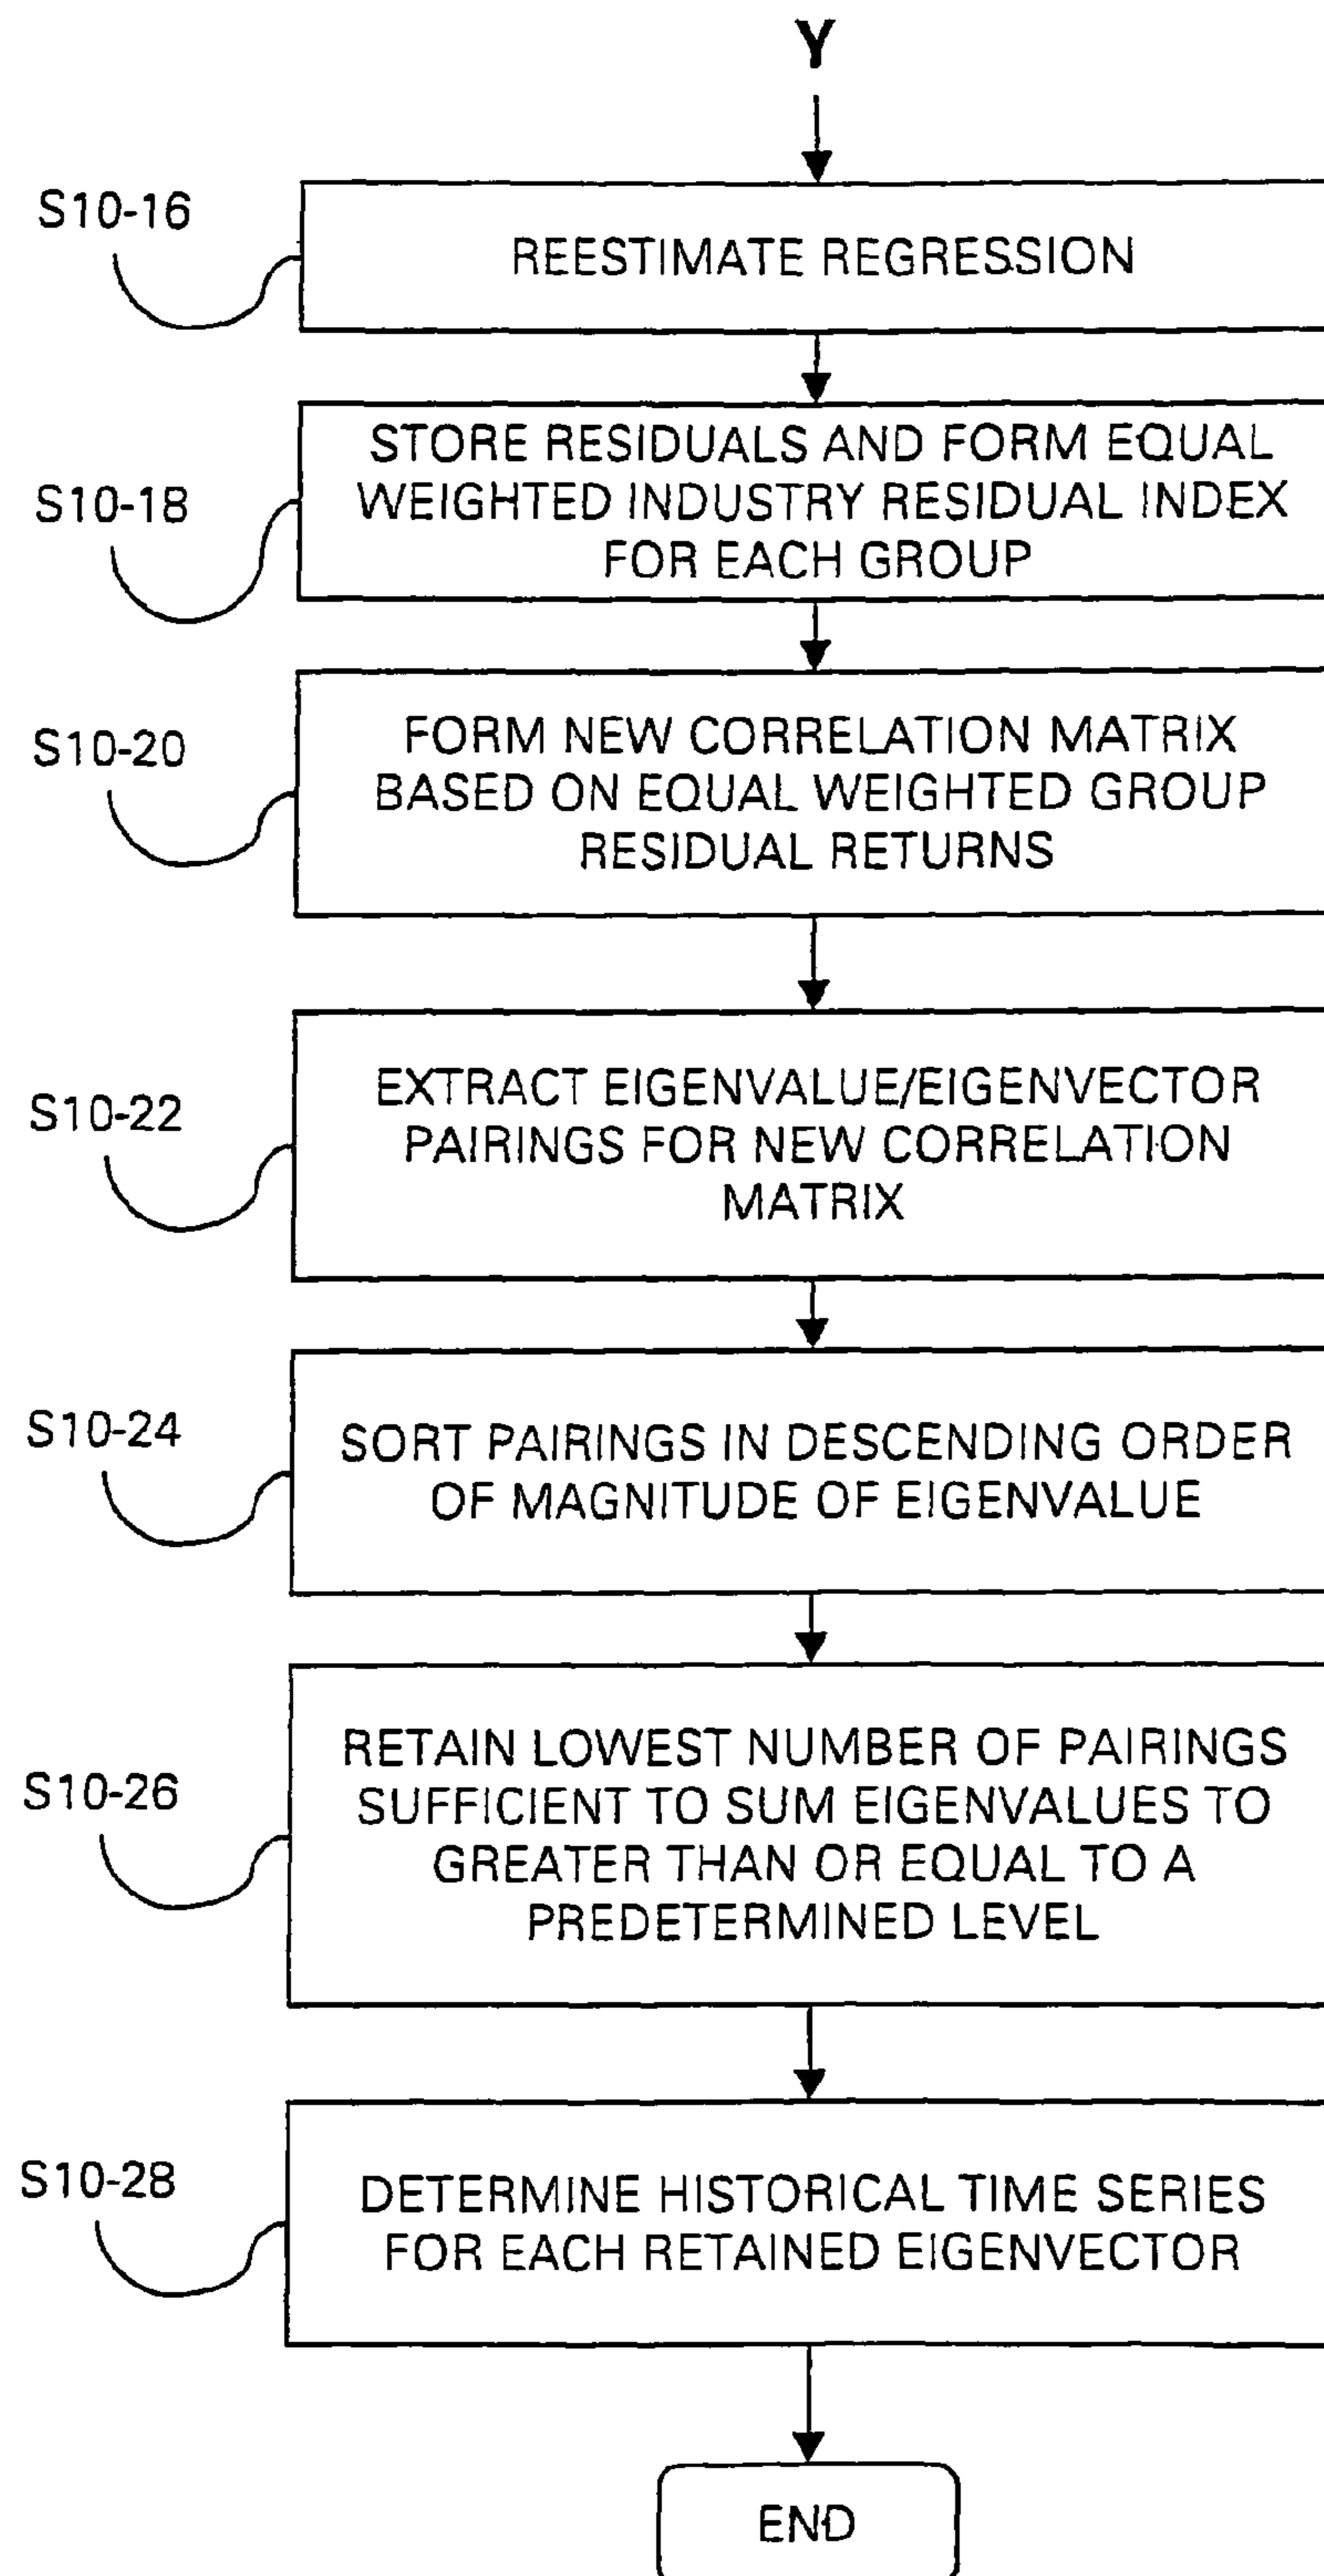 Y
S10-16
REESTIMATE REGRESSION
S10-18
STORE RESIDUALS AND FORM EQUAL
WEIGHTED INDUSTRY RESIDUAL INDEX
FOR EACH GROUP
S10-20
FORM NEW CORRELATION MATRIX
BASED ON EQUAL WEIGHTED GROUP
RESIDUAL RETURNS
S10-22
EXTRACT EIGENVALUE/EIGENVECTOR
PAIRINGS FOR NEW CORRELATION
MATRIX
S10-24
SORT PAIRINGS IN DESCENDING ORDER
OF MAGNITUDE OF EIGENVALUE
S10-26
RETAIN LOWEST NUMBER OF PAIRINGS
SUFFICIENT TO SUM EIGENVALUES TO
GREATER THAN OR EQUAL TO A
PREDETERMINED LEVEL
S10-28
DETERMINE HISTORICAL TIME SERIES
FOR EACH RETAINED EIGENVECTOR
END